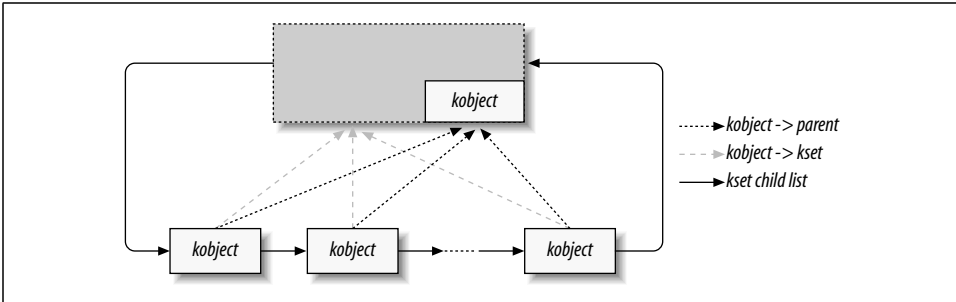 kobject
kobject -> parent
kobject -> kset
kset child list
kobject
kobject
kobject